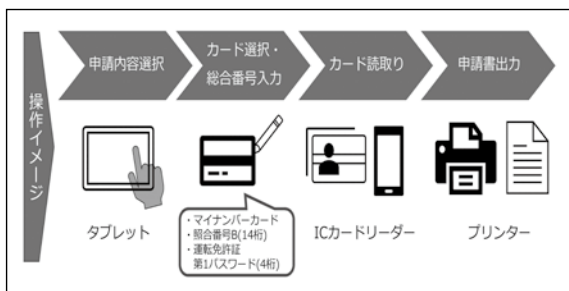 操作イメージ
申請内容選択
カード選択・
総合番号入力
カード読取り
申請書出力
タブレット
・マイナンバーカード
・照合番号B(14桁)
・運転免許証
第1パスワード(4桁)
ICカードリーダー
プリンター